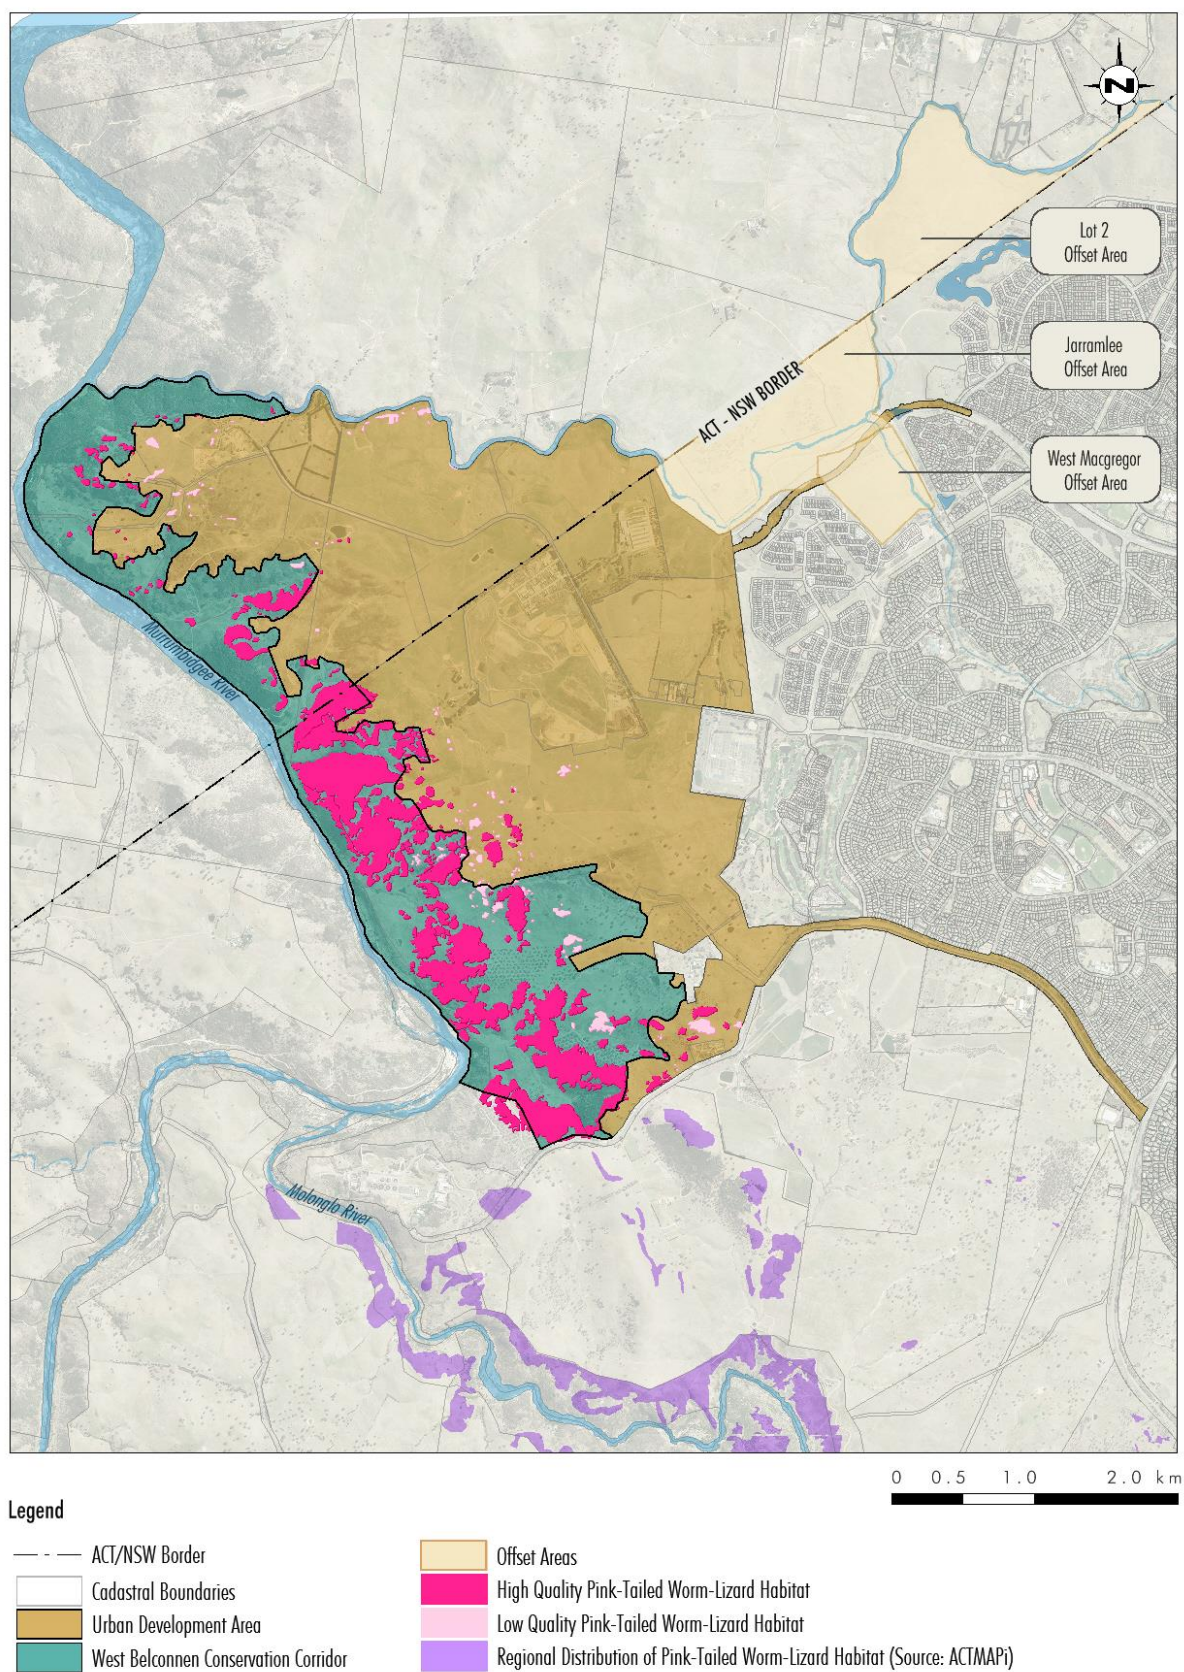 N
Lot 2
Offset Area
Jarramlee
Offset Area
ACT - NSW BORDER
West Macgregor
Offset Area
Murrumbidgee River
Molonglo River
0 0.5 1.0 2.0 km
Legend
ACT/NSW Border
Cadastral Boundaries
Urban Development Area
West Belconnen Conservation Corridor
Offset Areas
High Quality Pink-Tailed Worm-Lizard Habitat
Low Quality Pink-Tailed Worm-Lizard Habitat
Regional Distribution of Pink-Tailed Worm-Lizard Habitat (Source: ACTMAPi)